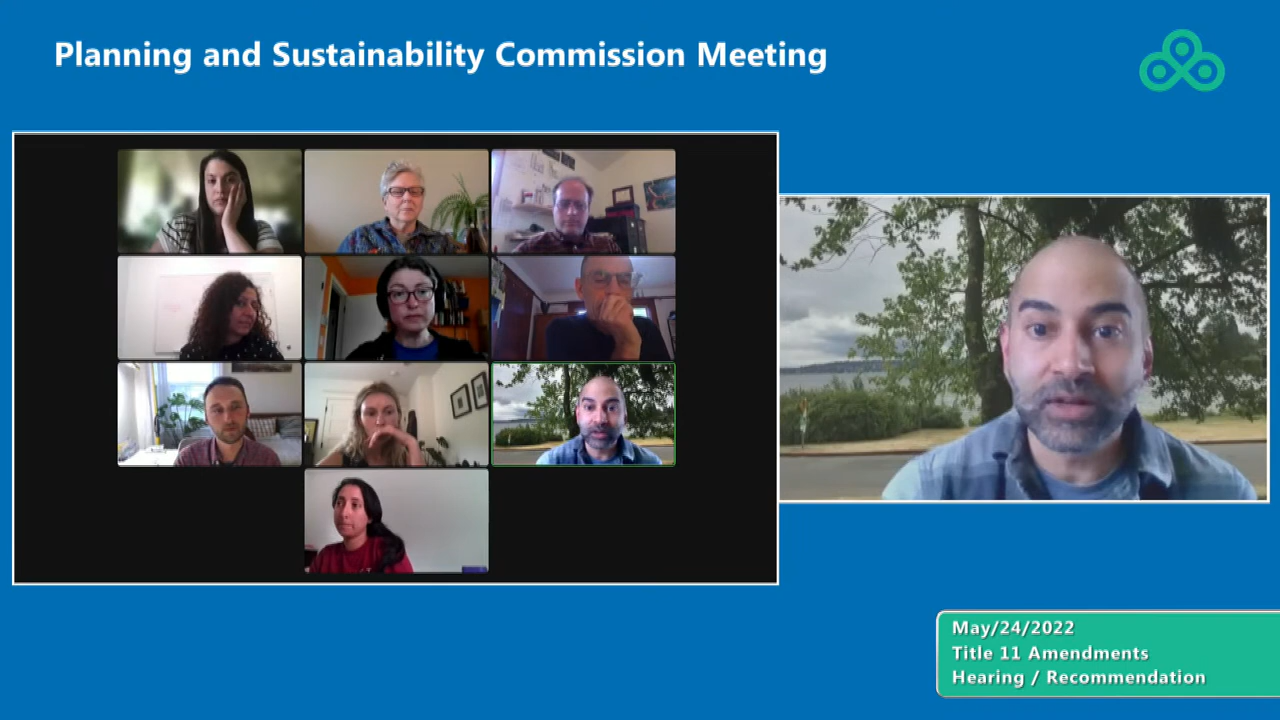 Planning and Sustainability Commission Meeting
May/24/2022
Title 11 Amendments
Hearing / Recommendation